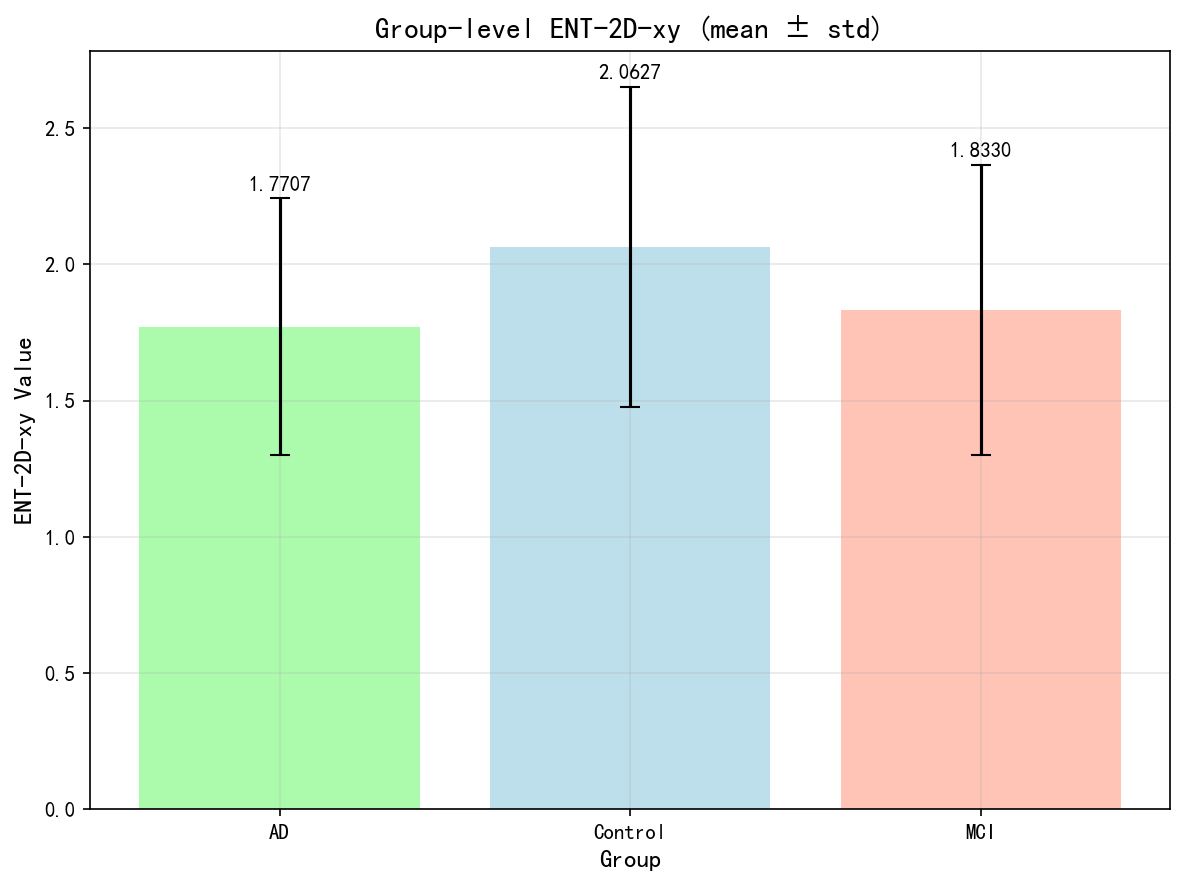 Group-level ENT-2D-xy (mean ± std)
2.0627
1.8330
1.7707
2.5
2.0
1.5
1.0
0.5
0.0
ENT-2D-xy Value
AD Control MCI
Group